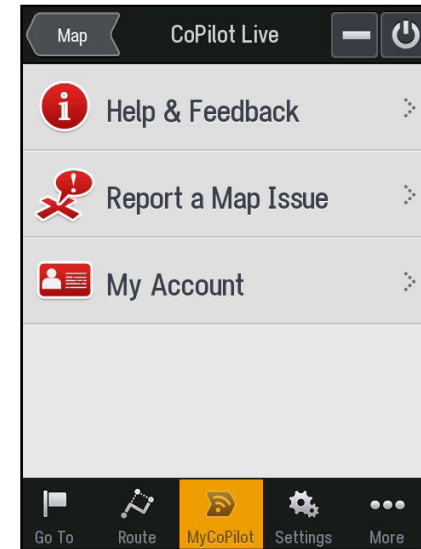 Map
CoPilot Live
Help & Feedback
Report a Map Issue
My Account
Go To
Route
MyCoPilot
Settings
More